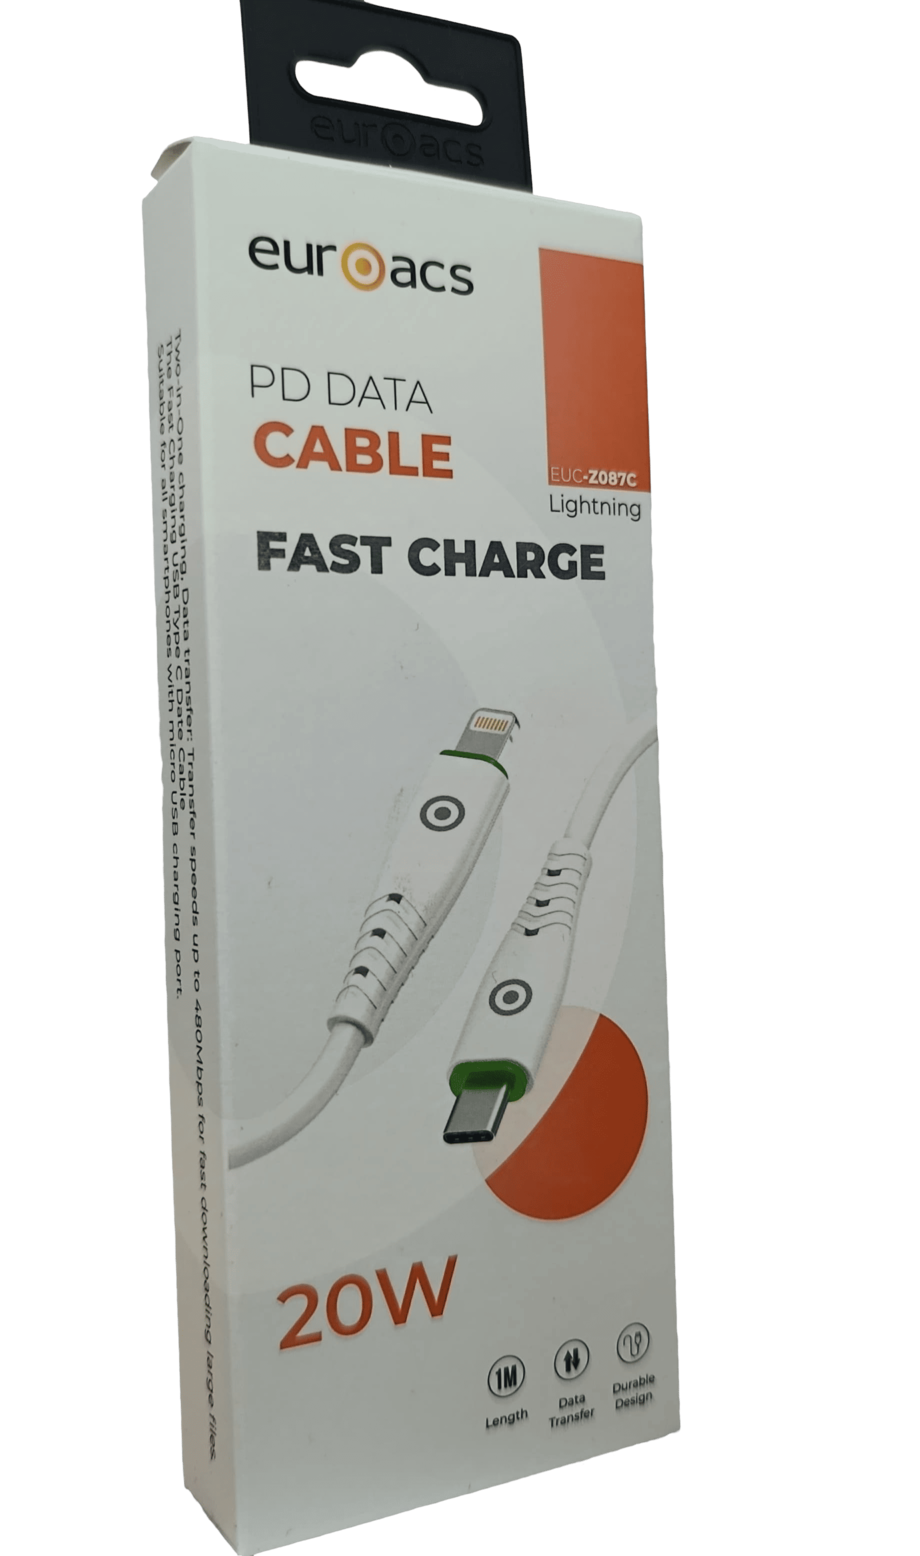 euroacs
euroacs
PD DATA
CABLE
EUC-Z087C
Lightning
FAST CHARGE
20W
1M
Length
Data
Transfer
Durable
Design
Two-in-One charging, Data transfer: Transfer speeds up to 480Mbps for fast downloading large files.
The Fast Charging USB Type C Date Cable
Suitable for all smartphones with micro USB charging port.